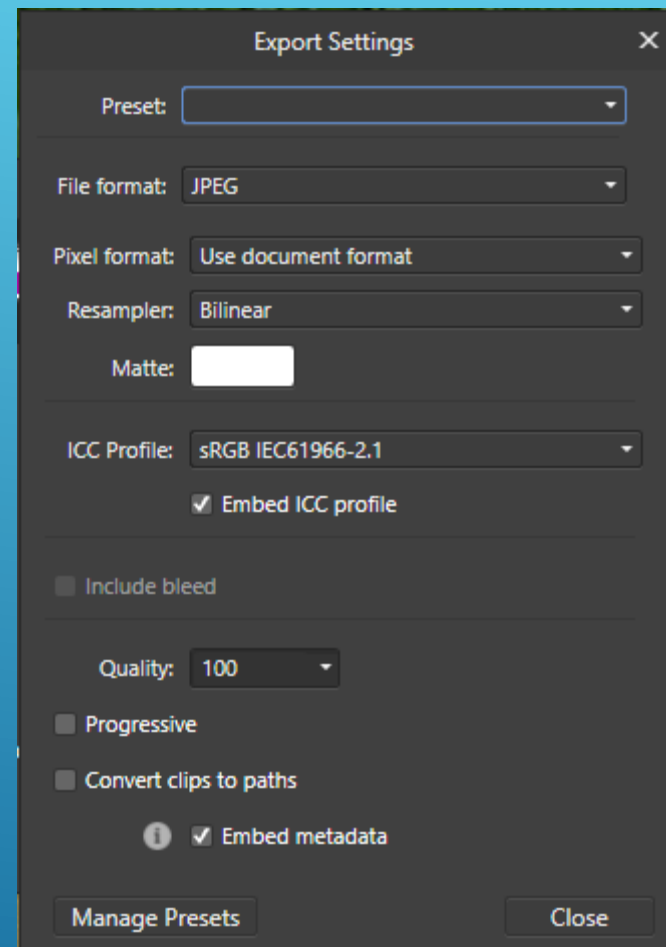 Export Settings
Preset:
File format: JPEG
Pixel format: Use document format
Resampler: Bilinear
Matte:
ICC Profile: sRGB IEC61966-2.1
Embed ICC profile
Include bleed
Quality: 100
Progressive
Convert clips to paths
Embed metadata
Manage Presets Close